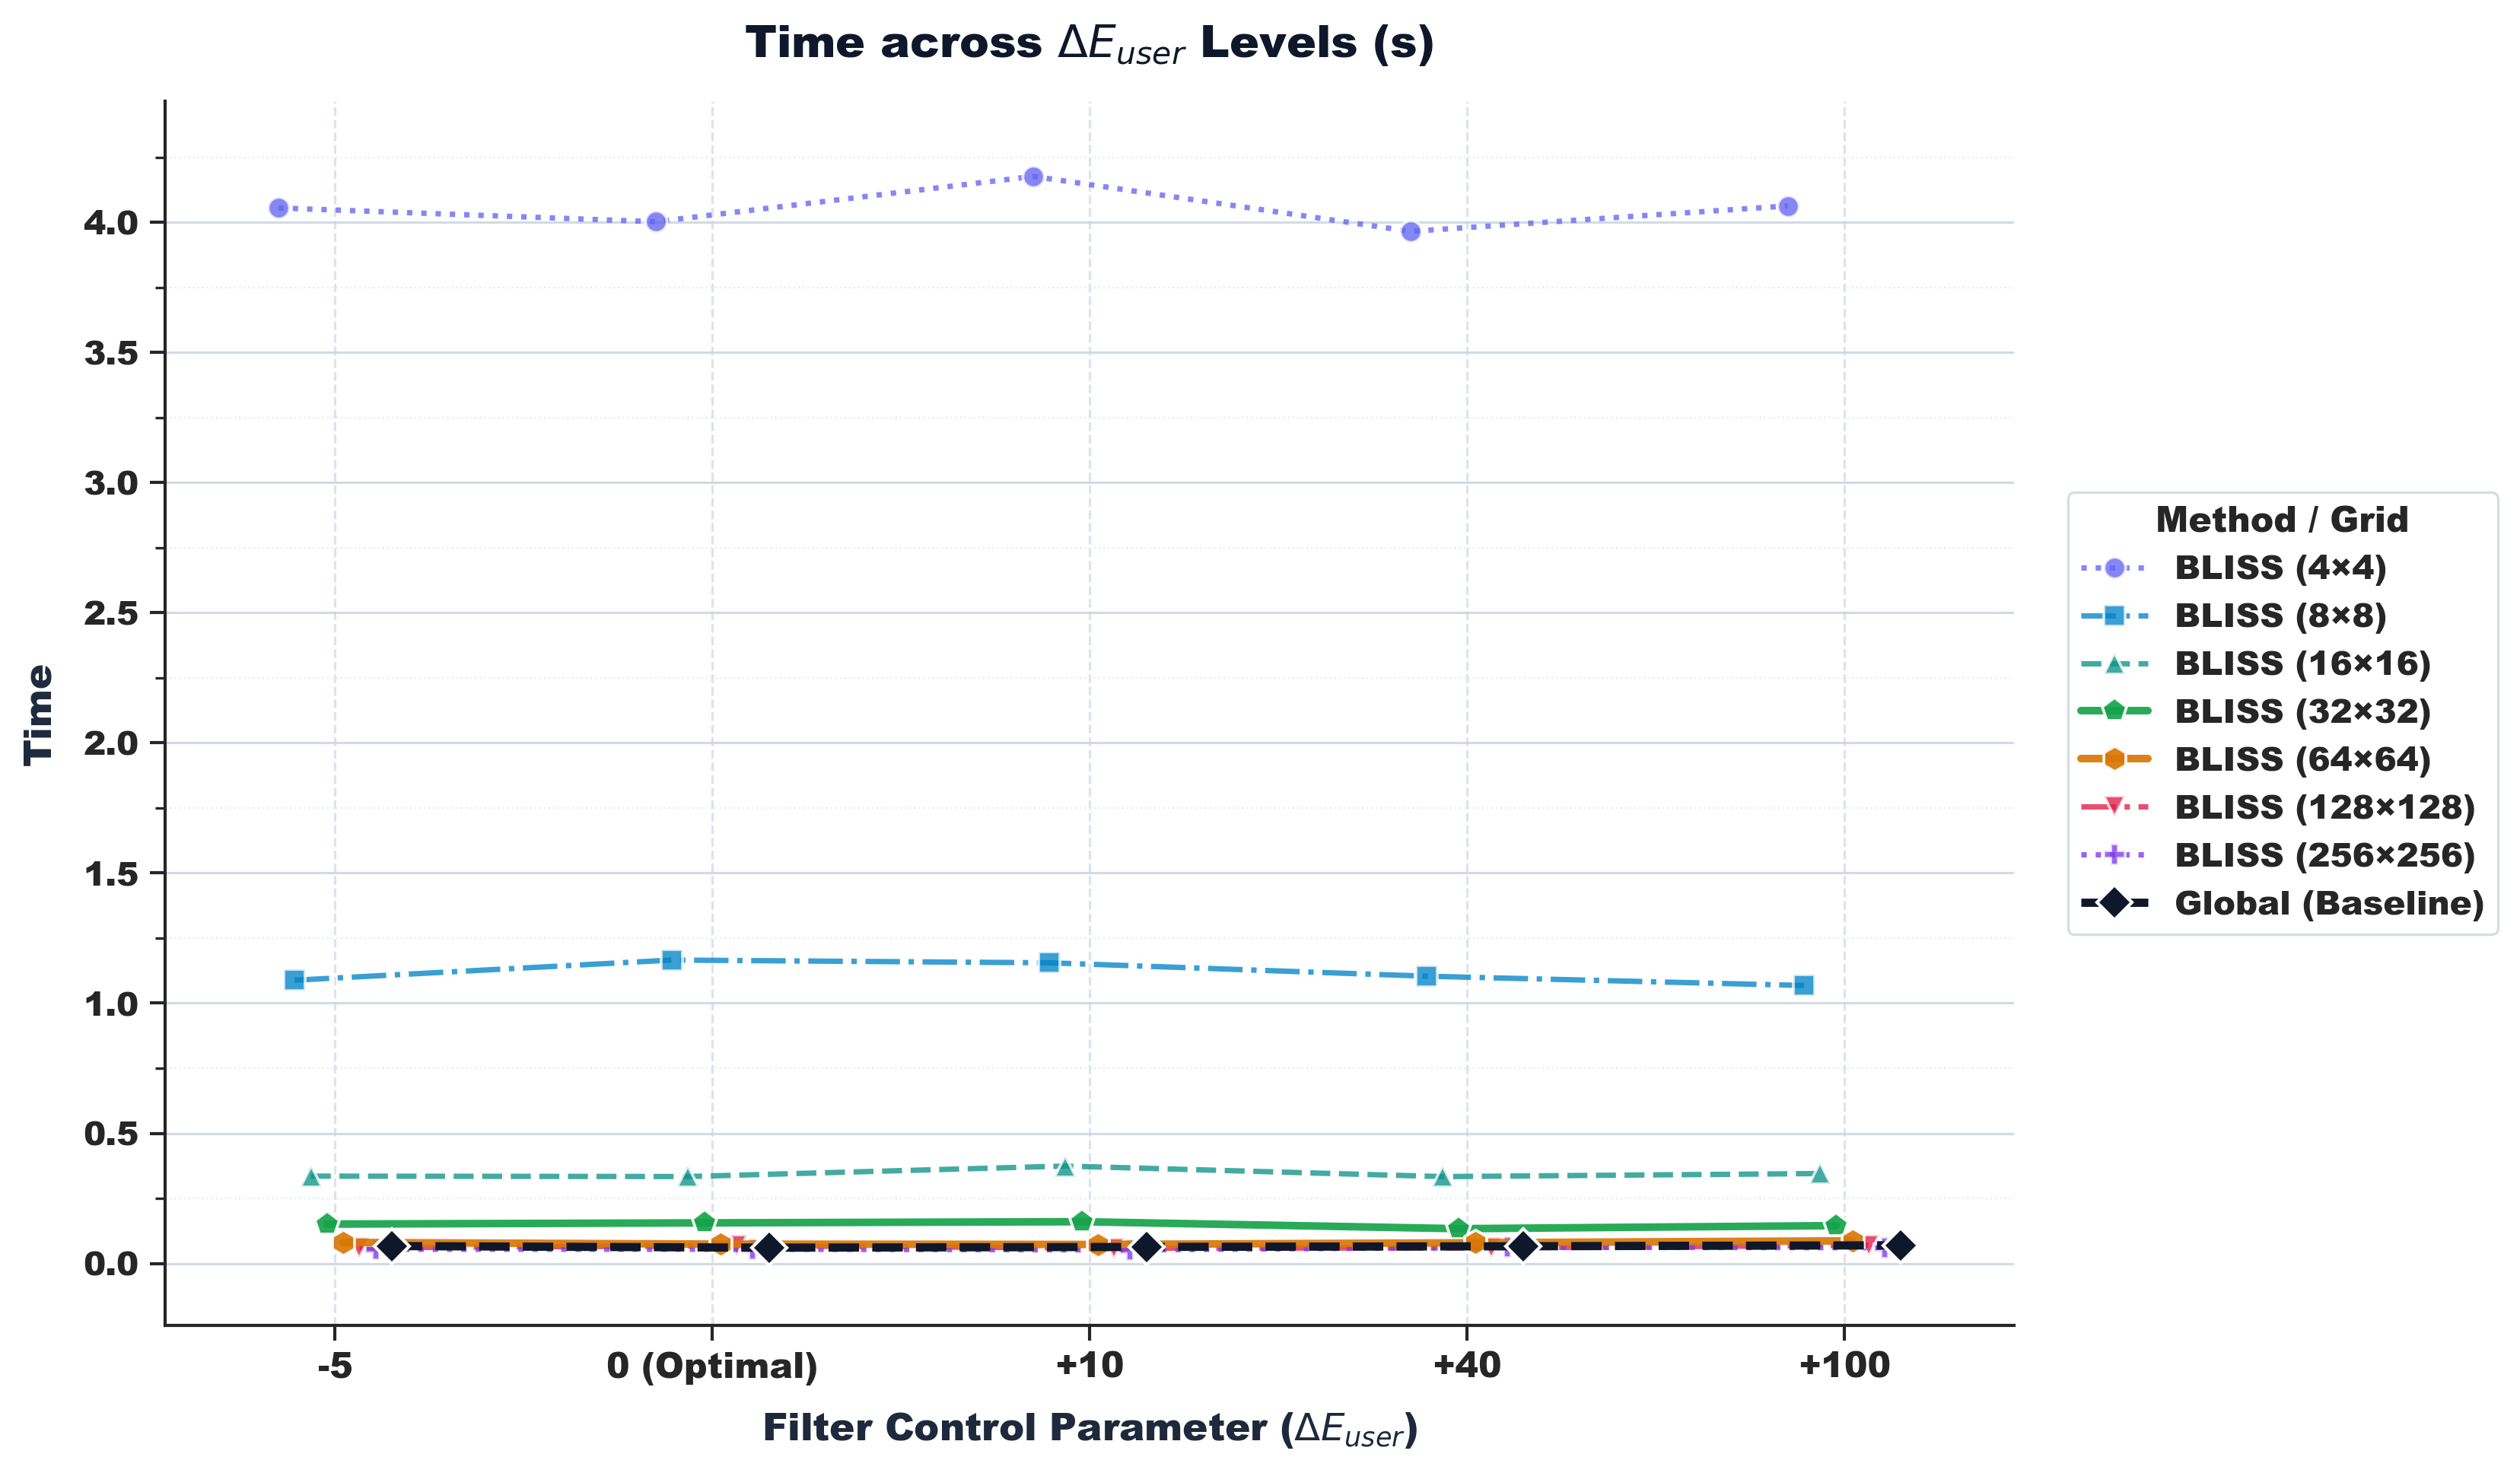 Time across ΔE_user Levels (s)
4.0
3.5
3.0
2.5
2.0
1.5
1.0
0.5
0.0
Time
-5
0 (Optimal)
+10
+40
+100
Filter Control Parameter (ΔE_user)
Method / Grid
BLISS (4×4)
BLISS (8×8)
BLISS (16×16)
BLISS (32×32)
BLISS (64×64)
BLISS (128×128)
BLISS (256×256)
Global (Baseline)